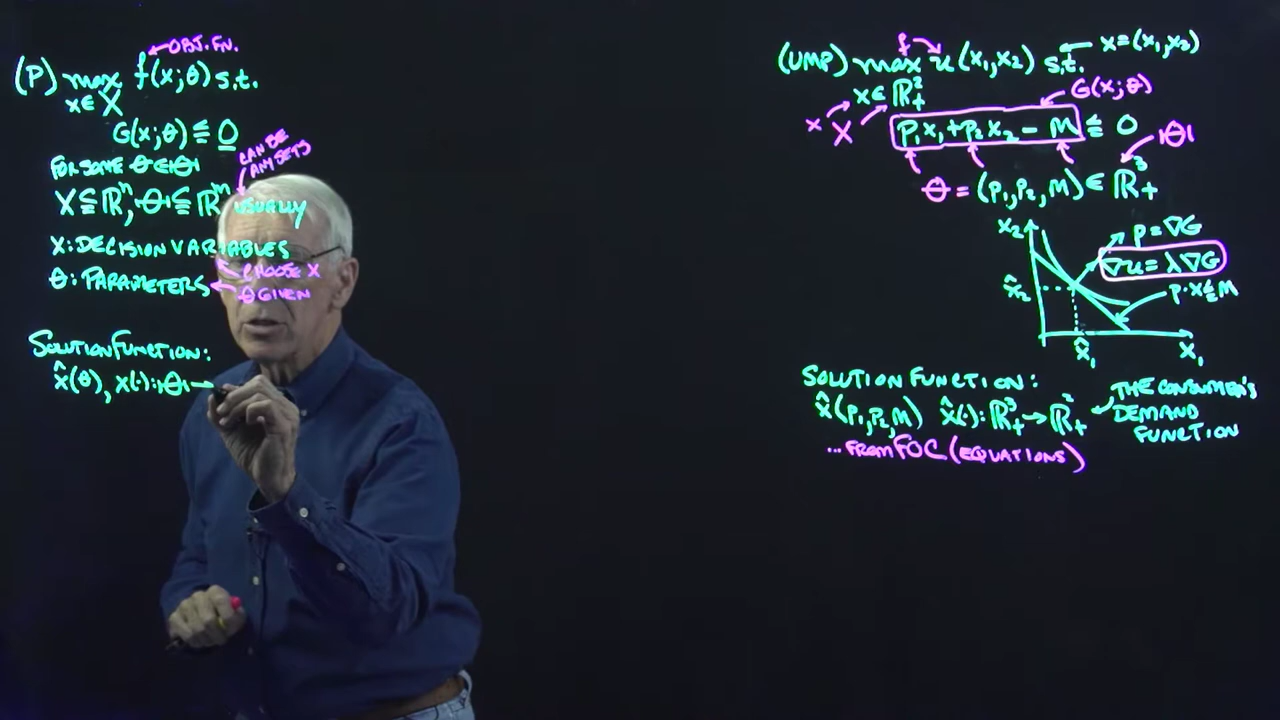 OBJ. FN.
(P) max f(x;θ) s.t.
x∈X
G(x;θ) ≦ 0
FOR SOME θ∈Θ
CAN BE
ANY SETS
X⊆ℝⁿ, Θ⊆ℝᵐ USUALLY
X: DECISION VARIABLES
CHOOSE X
θ: PARAMETERS
θ GIVEN
SOLUTION FUNCTION:
x̂(θ), x(·): Θ→
f
(UMP) max u(x₁,x₂) s.t. ← x=(x₁,x₂)
x∈ℝ²₊
G(x;θ)
x X
p₁x₁+p₂x₂−M ≦ 0
Θ
θ = (p₁,p₂,M)∈ℝ³₊
x₂
p=∇G
∇u=λ∇G
x̂₂
p·x≦M
x̂₁
x₁
SOLUTION FUNCTION:
x̂(p₁,p₂,M) x̂(·): ℝ³₊→ℝ²₊
THE CONSUMER'S
DEMAND
FUNCTION
...FROM FOC (EQUATIONS)